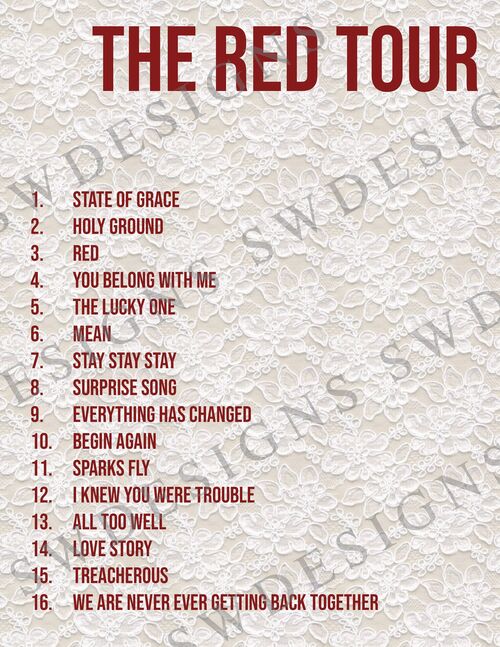 THE RED TOUR
1. STATE OF GRACE
2. HOLY GROUND
3. RED
4. YOU BELONG WITH ME
5. THE LUCKY ONE
6. MEAN
7. STAY STAY STAY
8. SURPRISE SONG
9. EVERYTHING HAS CHANGED
10. BEGIN AGAIN
11. SPARKS FLY
12. I KNEW YOU WERE TROUBLE
13. ALL TOO WELL
14. LOVE STORY
15. TREACHEROUS
16. WE ARE NEVER EVER GETTING BACK TOGETHER
SWDESIGNS SWDESIGNS
SWDESIGNS SWDESIGNS
SWDESIGNS